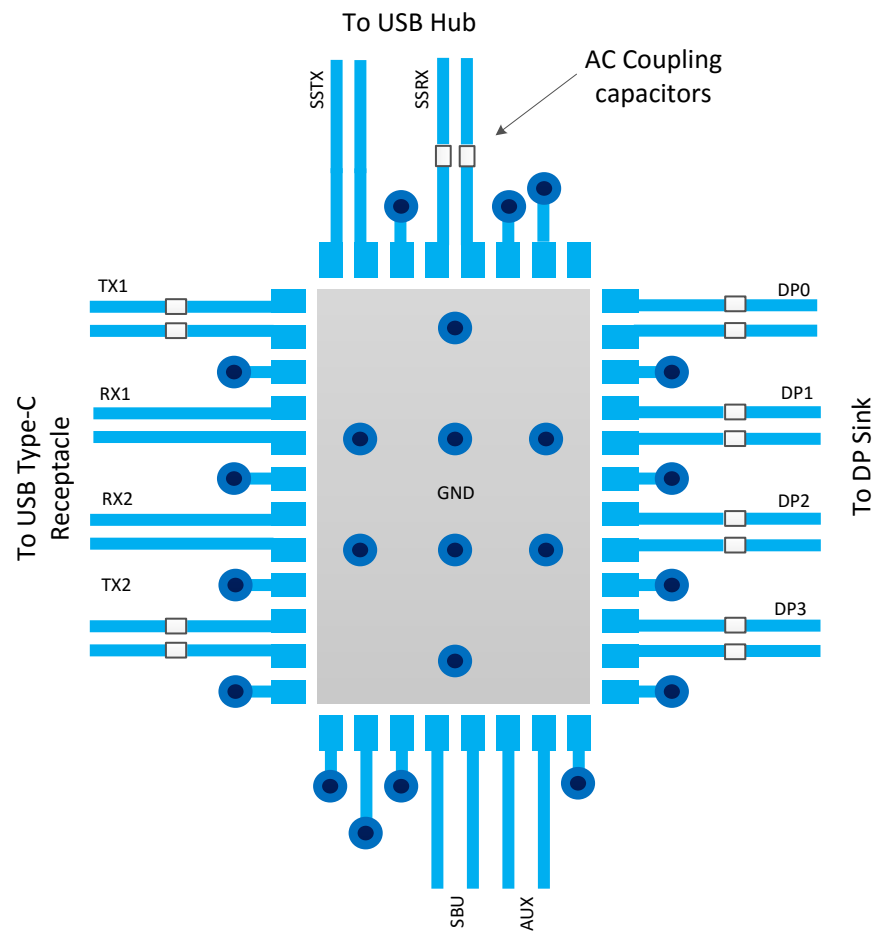 To USB Hub
AC Coupling
capacitors
SSTX
SSRX
TX1
DP0
RX1
DP1
To USB Type-C
Receptacle
To DP Sink
GND
RX2
DP2
TX2
DP3
SBU
AUX